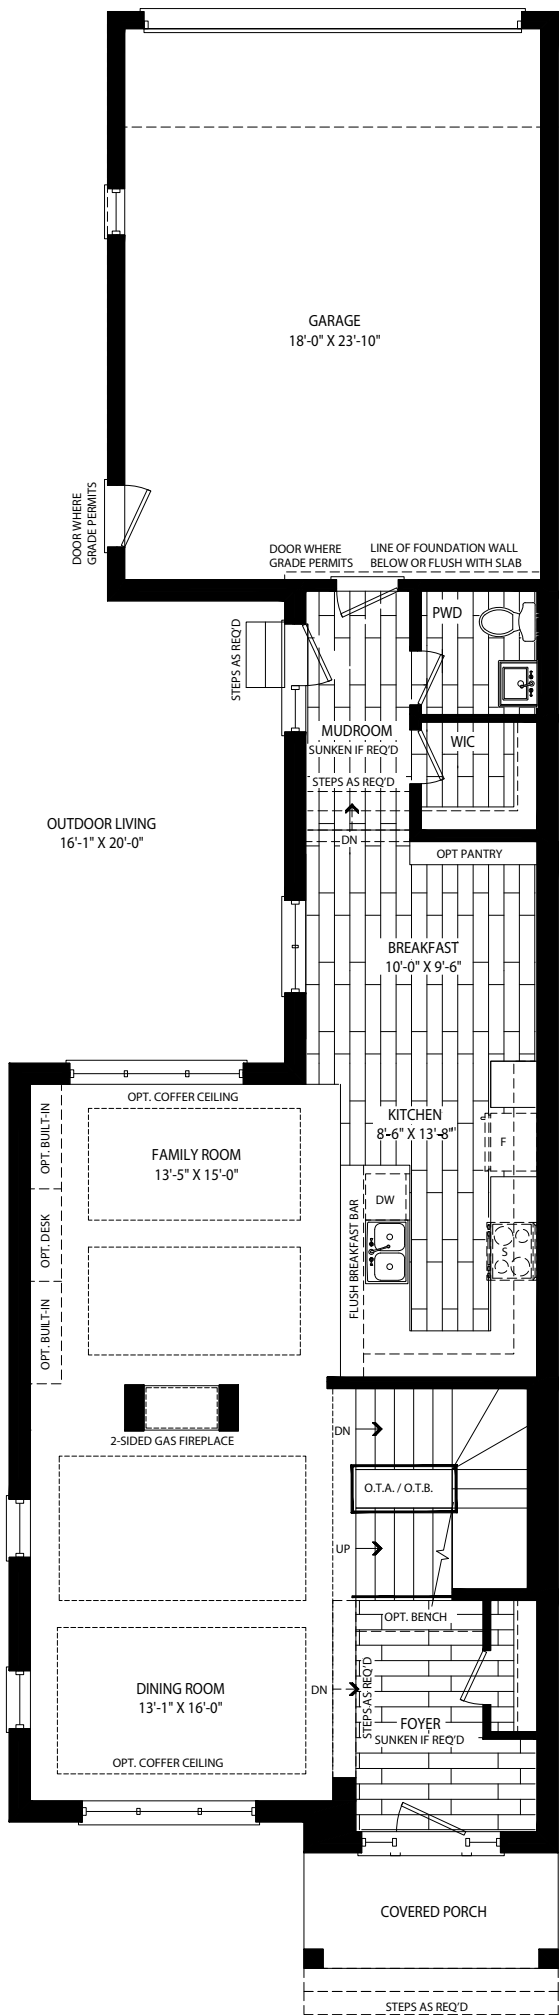 GARAGE
18'-0" X 23'-10"
DOOR WHERE
GRADE PERMITS
DOOR WHERE
GRADE PERMITS
LINE OF FOUNDATION WALL
BELOW OR FLUSH WITH SLAB
PWD
STEPS AS REQ'D
MUDROOM
SUNKEN IF REQ'D
WIC
STEPS AS REQ'D
OUTDOOR LIVING
16'-1" X 20'-0"
DN
OPT PANTRY
BREAKFAST
10'-0" X 9'-6"
OPT. COFFER CEILING
OPT. BUILT-IN
FAMILY ROOM
13'-5" X 15'-0"
KITCHEN
8'-6" X 13'-8"
F
DW
OPT. DESK
FLUSH BREAKFAST BAR
S
OPT. BUILT-IN
2-SIDED GAS FIREPLACE
DN
O.T.A. / O.T.B.
UP
OPT. BENCH
DINING ROOM
13'-1" X 16'-0"
DN
STEPS AS REQ'D
FOYER
SUNKEN IF REQ'D
OPT. COFFER CEILING
COVERED PORCH
STEPS AS REQ'D